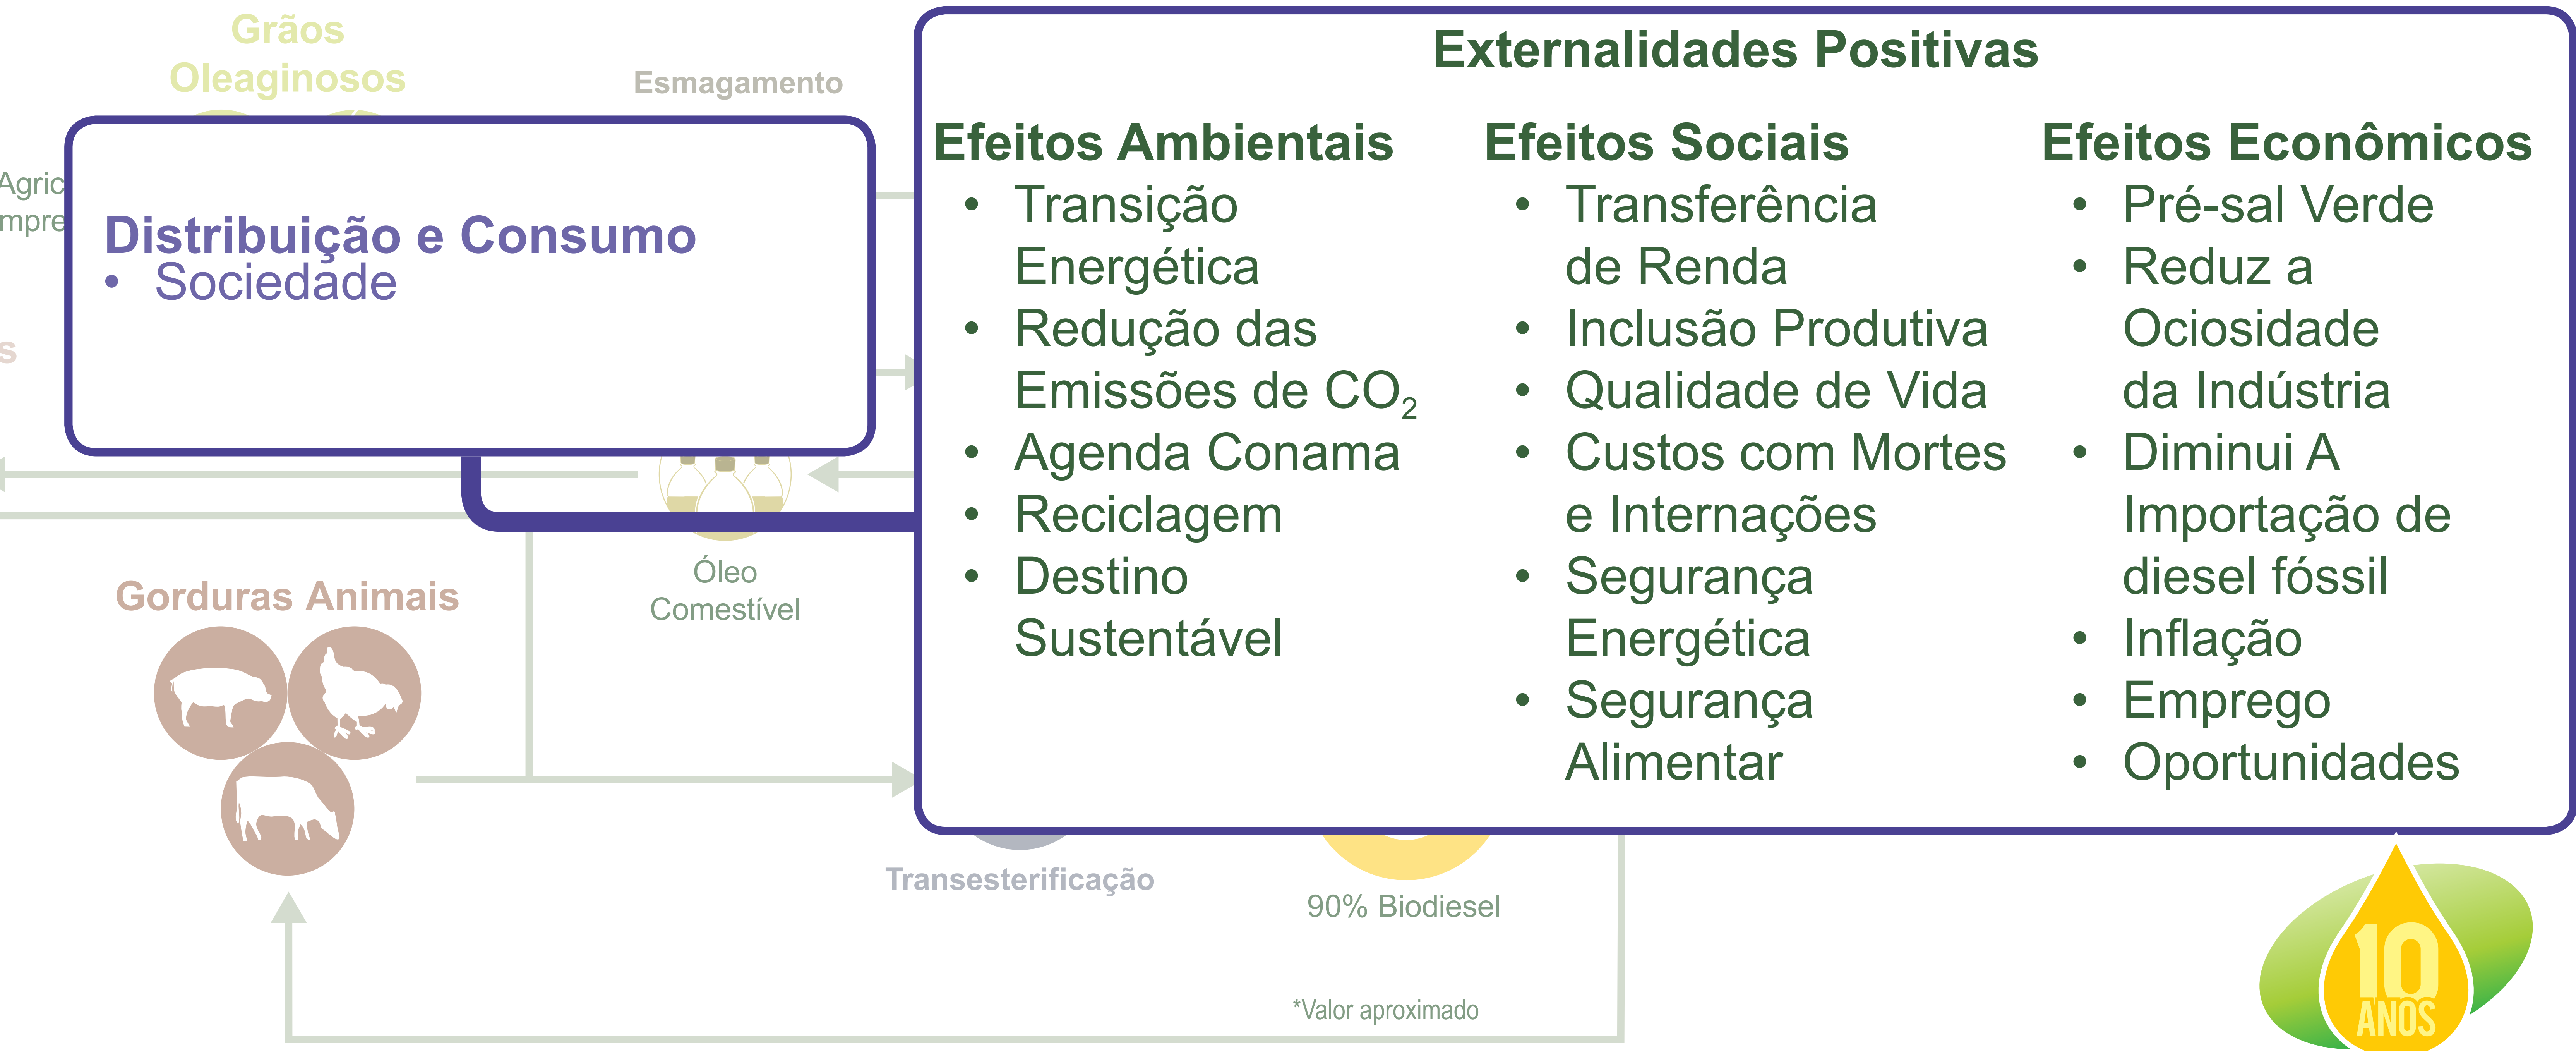 Grãos
Oleaginosos
Esmagamento
Agric
mpre
s
Distribuição e Consumo
• Sociedade
Óleo
Comestível
Gorduras Animais
Transesterificação
90% Biodiesel
*Valor aproximado
Externalidades Positivas
Efeitos Ambientais
• Transição
Energética
• Redução das
Emissões de CO₂
• Agenda Conama
• Reciclagem
• Destino
Sustentável
Efeitos Sociais
• Transferência
de Renda
• Inclusão Produtiva
• Qualidade de Vida
• Custos com Mortes
e Internações
• Segurança
Energética
• Segurança
Alimentar
Efeitos Econômicos
• Pré-sal Verde
• Reduz a
Ociosidade
da Indústria
• Diminui A
Importação de
diesel fóssil
• Inflação
• Emprego
• Oportunidades
10
ANOS